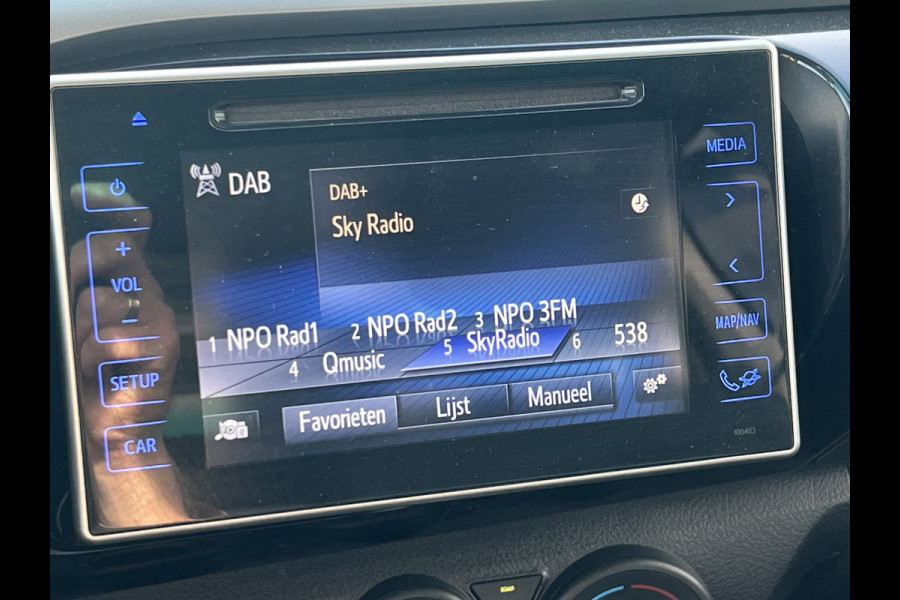 MEDIA
DAB
DAB+
Sky Radio
VOL
+
−
1 NPO Rad1 2 NPO Rad2 3 NPO 3FM
4 Qmusic 5 SkyRadio 6 538
MAP/NAV
SETUP
Favorieten Lijst Manueel
CAR
100403